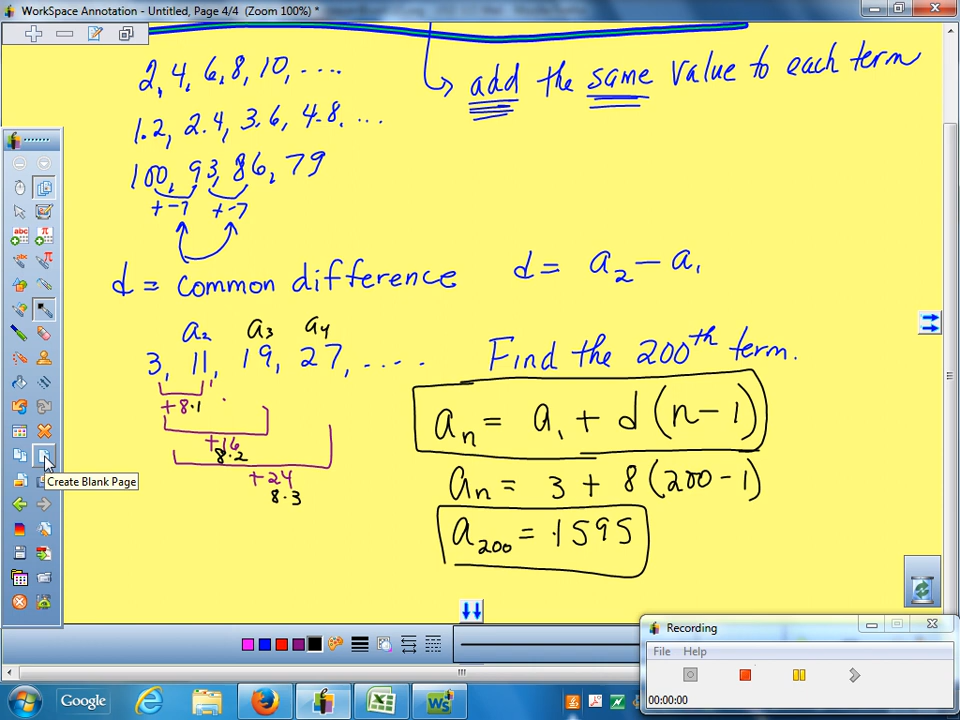 WorkSpace Annotation - Untitled, Page 4/4 (Zoom 100%) *
2, 4, 6, 8, 10, ....
add the same value to each term
1.2, 2.4, 3.6, 4.8, ...
100, 93, 86, 79
+-7 +-7
d = common difference d = a₂ - a₁
a₂ a₃ a₄
3, 11, 19, 27, .... Find the 200th term.
+8·1
aₙ = a₁ + d(n-1)
+16
8·2
+24
8·3
aₙ = 3 + 8(200-1)
a₂₀₀ = 1595
Create Blank Page
Recording
File Help
00:00:00
Google